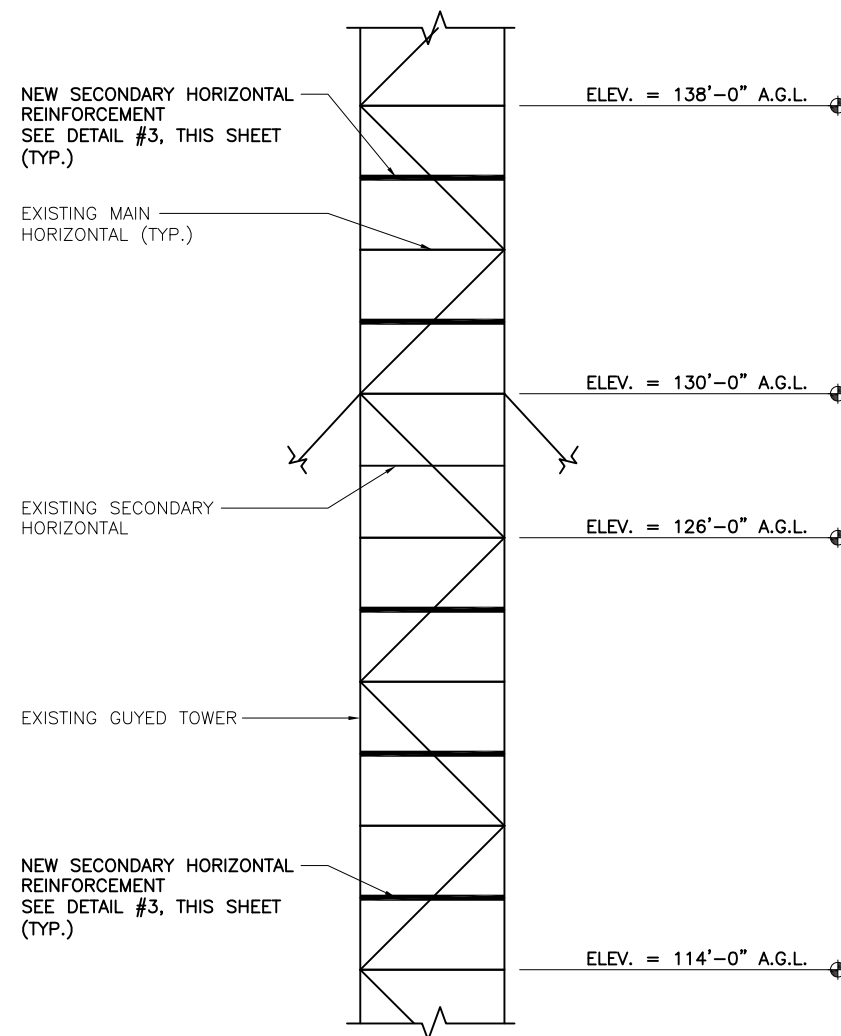 NEW SECONDARY HORIZONTAL
REINFORCEMENT
SEE DETAIL #3, THIS SHEET
(TYP.)
ELEV. = 138'-0" A.G.L.
EXISTING MAIN
HORIZONTAL (TYP.)
ELEV. = 130'-0" A.G.L.
EXISTING SECONDARY
HORIZONTAL
ELEV. = 126'-0" A.G.L.
EXISTING GUYED TOWER
NEW SECONDARY HORIZONTAL
REINFORCEMENT
SEE DETAIL #3, THIS SHEET
(TYP.)
ELEV. = 114'-0" A.G.L.